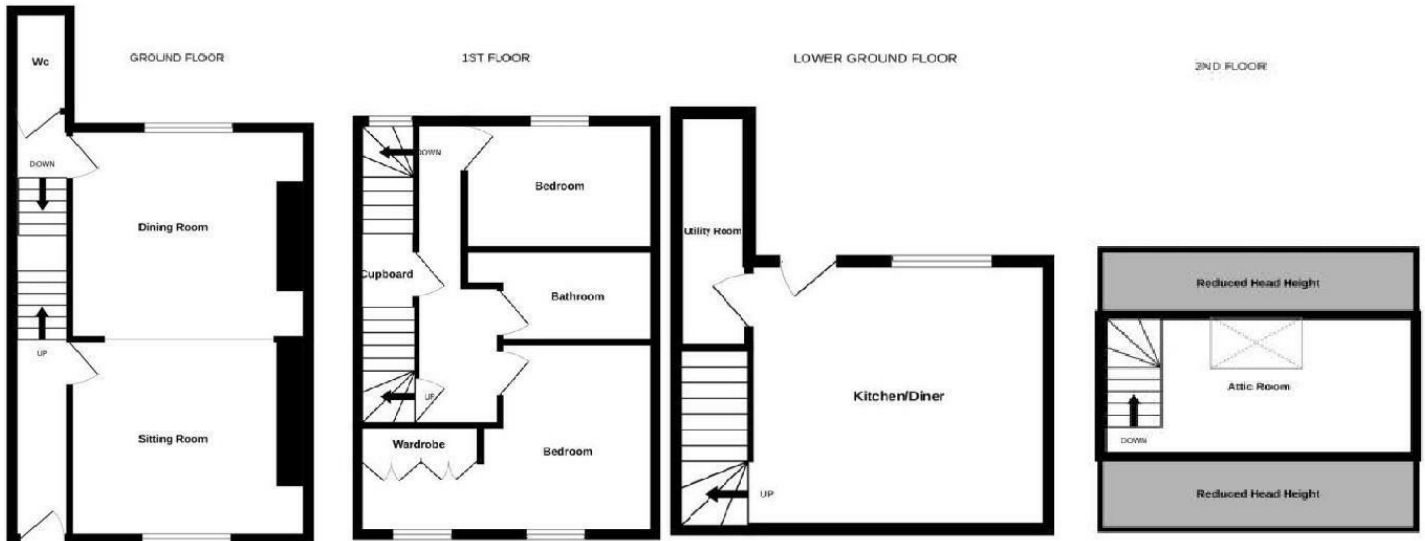 GROUND FLOOR
Wc
DOWN
Dining Room
UP
Sitting Room
1ST FLOOR
DOWN
Bedroom
Cupboard
Bathroom
UP
Wardrobe
Bedroom
LOWER GROUND FLOOR
Utility Room
Kitchen/Diner
UP
2ND FLOOR
Reduced Head Height
Attic Room
DOWN
Reduced Head Height